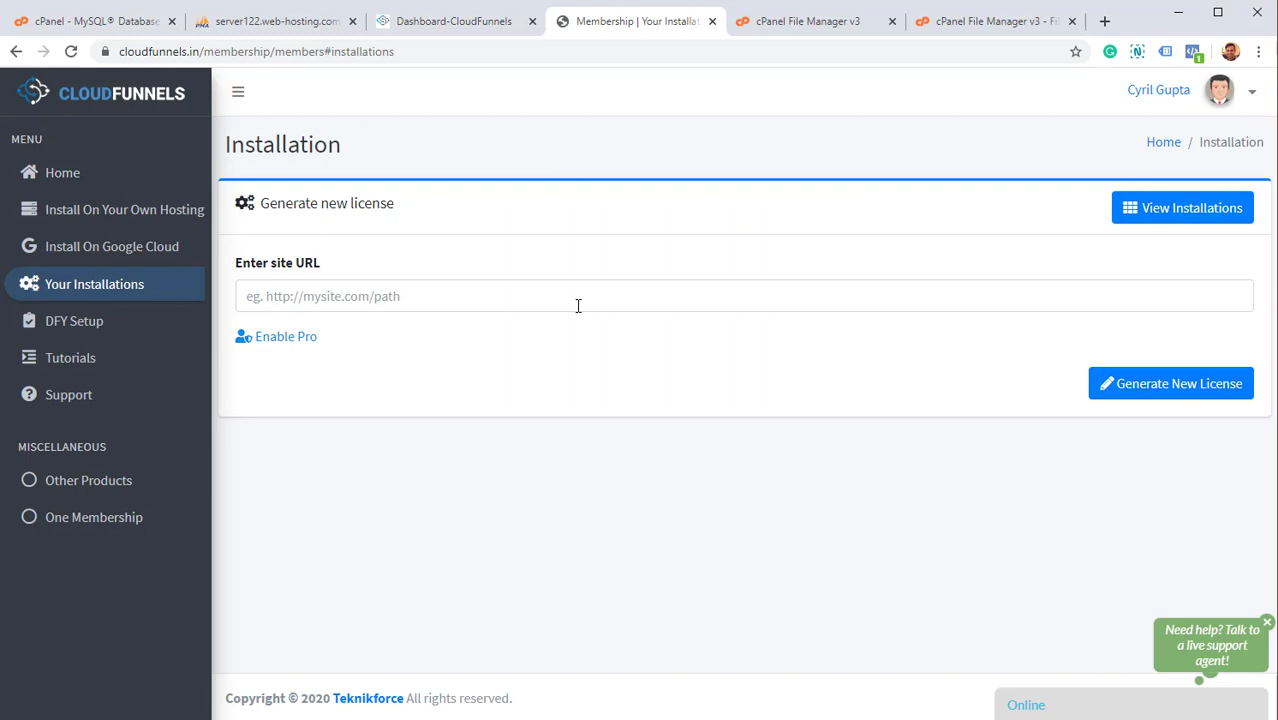 cPanel - MySQL® Database
server122.web-hosting.com
Dashboard-CloudFunnels
Membership | Your Installa
cPanel File Manager v3
cPanel File Manager v3 - Fi
cloudfunnels.in/membership/members#installations
1
CLOUDFUNNELS
Cyril Gupta
MENU
Home
Install On Your Own Hosting
Install On Google Cloud
Your Installations
DFY Setup
Tutorials
Support
MISCELLANEOUS
Other Products
One Membership
Installation
Home / Installation
Generate new license
View Installations
Enter site URL
eg. http://mysite.com/path
Enable Pro
Generate New License
Need help? Talk to
a live support
agent!
Copyright © 2020 Teknikforce All rights reserved.
Online